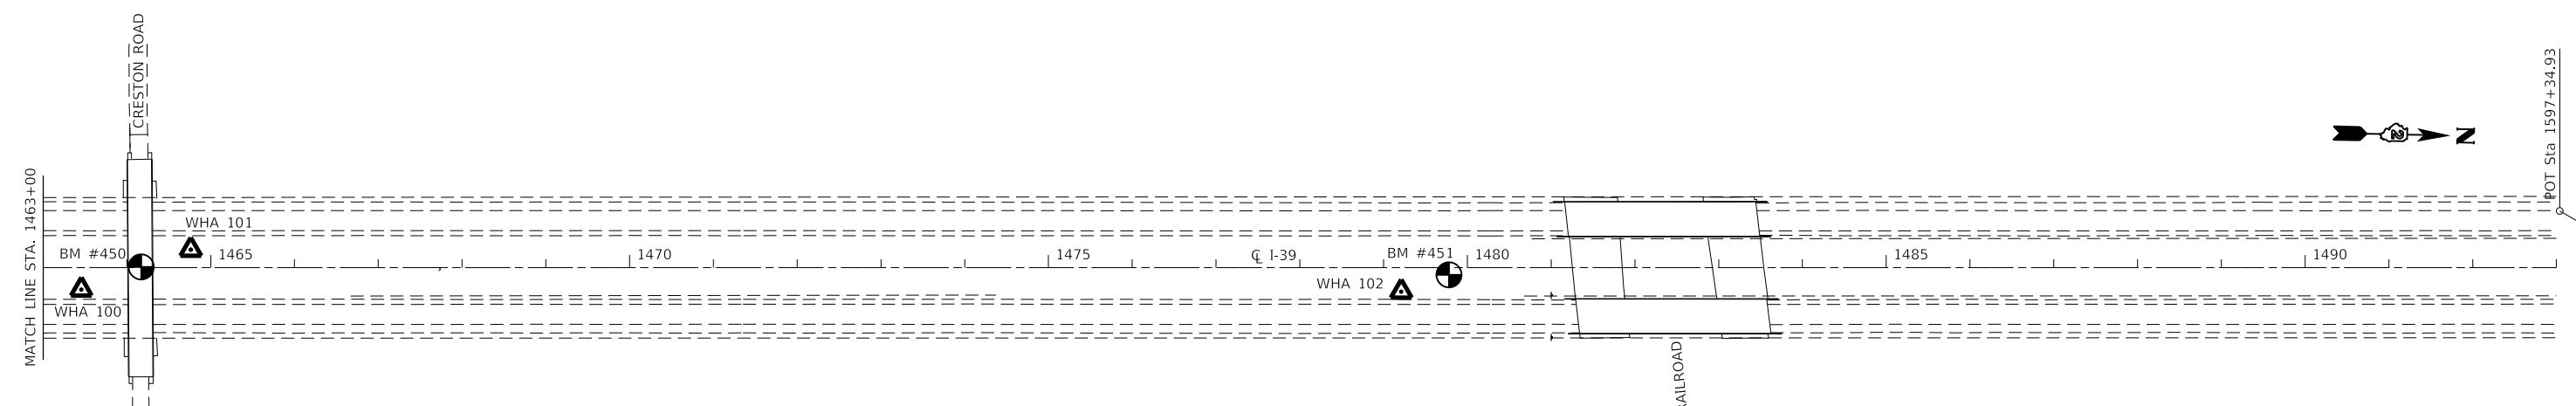 CRESTON ROAD
MATCH LINE STA. 1463+00
BM #450
WHA 100
WHA 101
1465
1470
1475
℄ I-39
WHA 102
BM #451
1480
1485
1490
POT Sta 1597+34.93
N
AILROAD